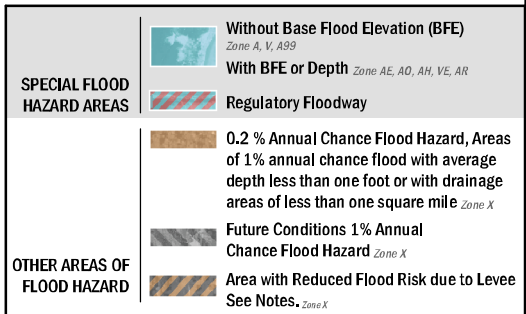 SPECIAL FLOOD
HAZARD AREAS
Without Base Flood Elevation (BFE)
Zone A, V, A99
With BFE or Depth Zone AE, AO, AH, VE, AR
Regulatory Floodway
OTHER AREAS OF
FLOOD HAZARD
0.2 % Annual Chance Flood Hazard, Areas
of 1% annual chance flood with average
depth less than one foot or with drainage
areas of less than one square mile Zone X
Future Conditions 1% Annual
Chance Flood Hazard Zone X
Area with Reduced Flood Risk due to Levee
See Notes. Zone X